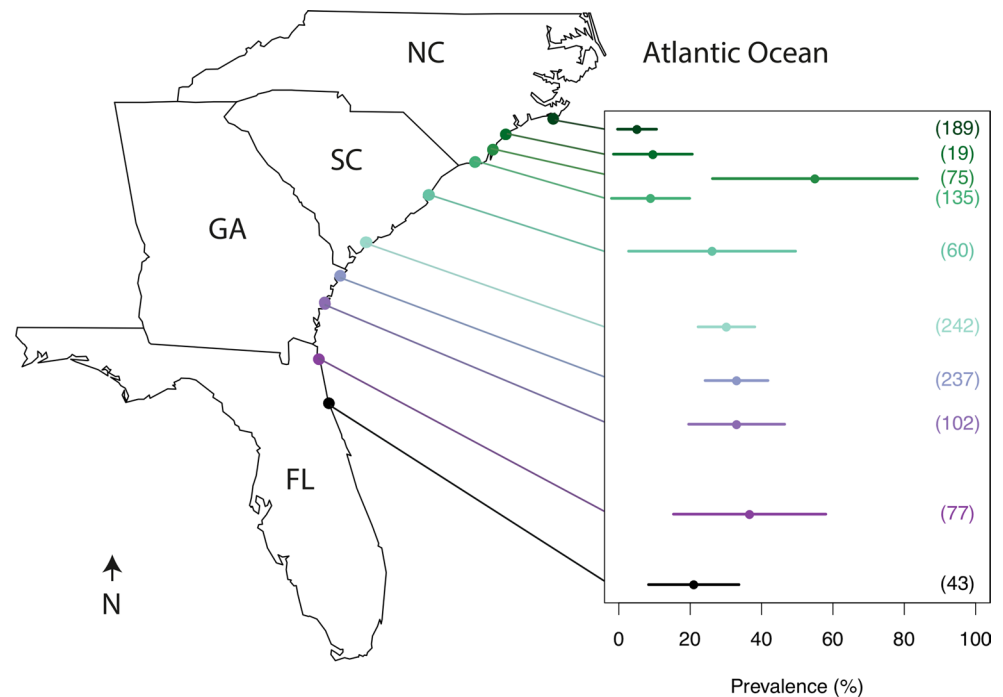 NC
Atlantic Ocean
SC
GA
FL
N
(189)
(19)
(75)
(135)
(60)
(242)
(237)
(102)
(77)
(43)
0 20 40 60 80 100
Prevalence (%)